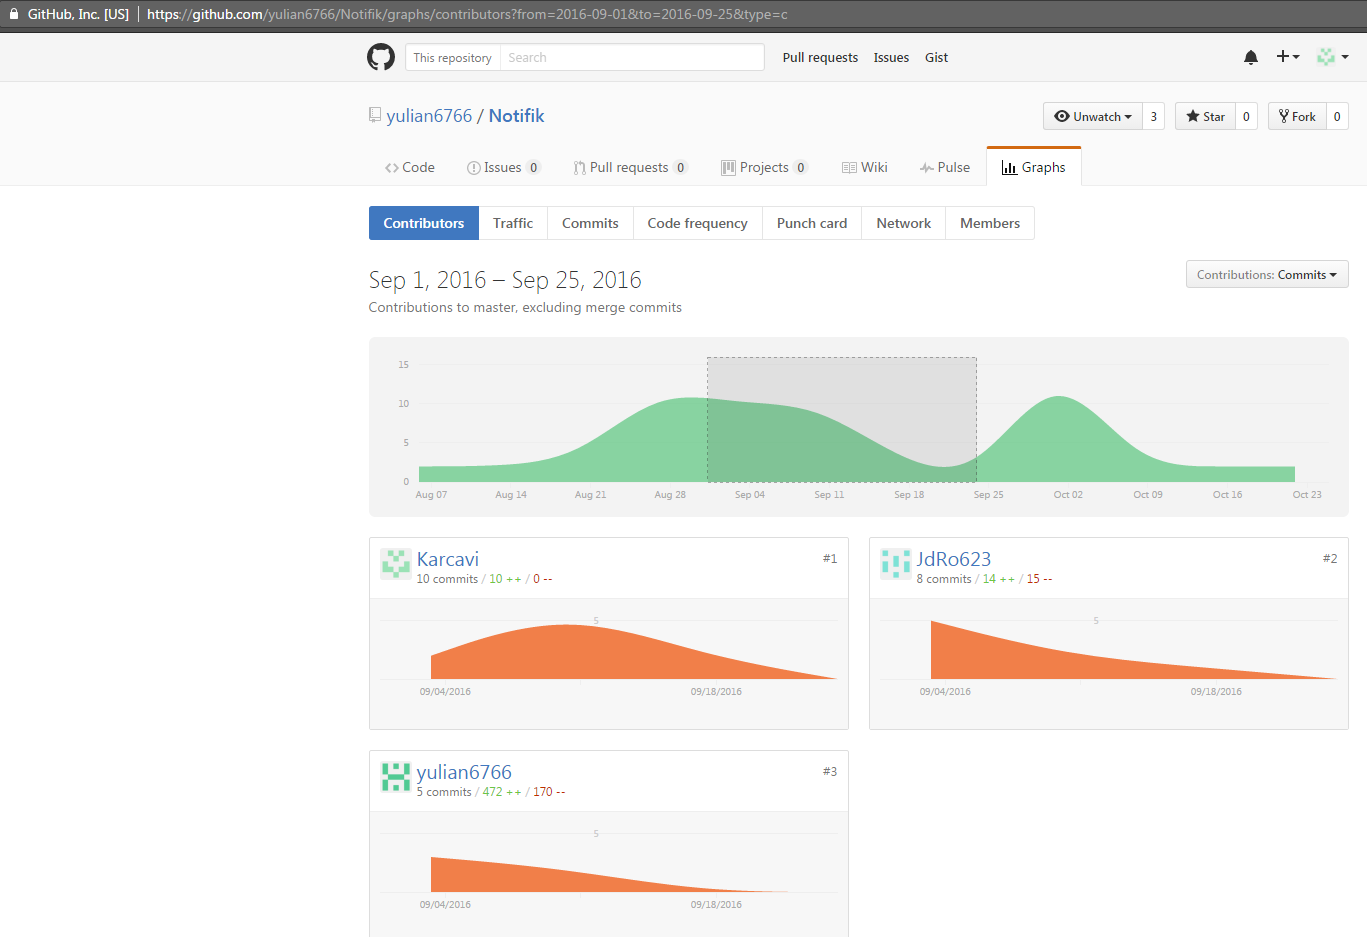 GitHub, Inc. [US] https://github.com/yulian6766/Notifik/graphs/contributors?from=2016-09-01&to=2016-09-25&type=c
This repository Search Pull requests Issues Gist
yulian6766 / Notifik Unwatch 3 Star 0 Fork 0
Code Issues 0 Pull requests 0 Projects 0 Wiki Pulse Graphs
Contributors Traffic Commits Code frequency Punch card Network Members
Sep 1, 2016 – Sep 25, 2016 Contributions: Commits
Contributions to master, excluding merge commits
15
10
5
0
Aug 07 Aug 14 Aug 21 Aug 28 Sep 04 Sep 11 Sep 18 Sep 25 Oct 02 Oct 09 Oct 16 Oct 23
Karcavi #1
10 commits / 10 ++ / 0 --
5
09/04/2016 09/18/2016
JdRo623 #2
8 commits / 14 ++ / 15 --
5
09/04/2016 09/18/2016
yulian6766 #3
5 commits / 472 ++ / 170 --
5
09/04/2016 09/18/2016